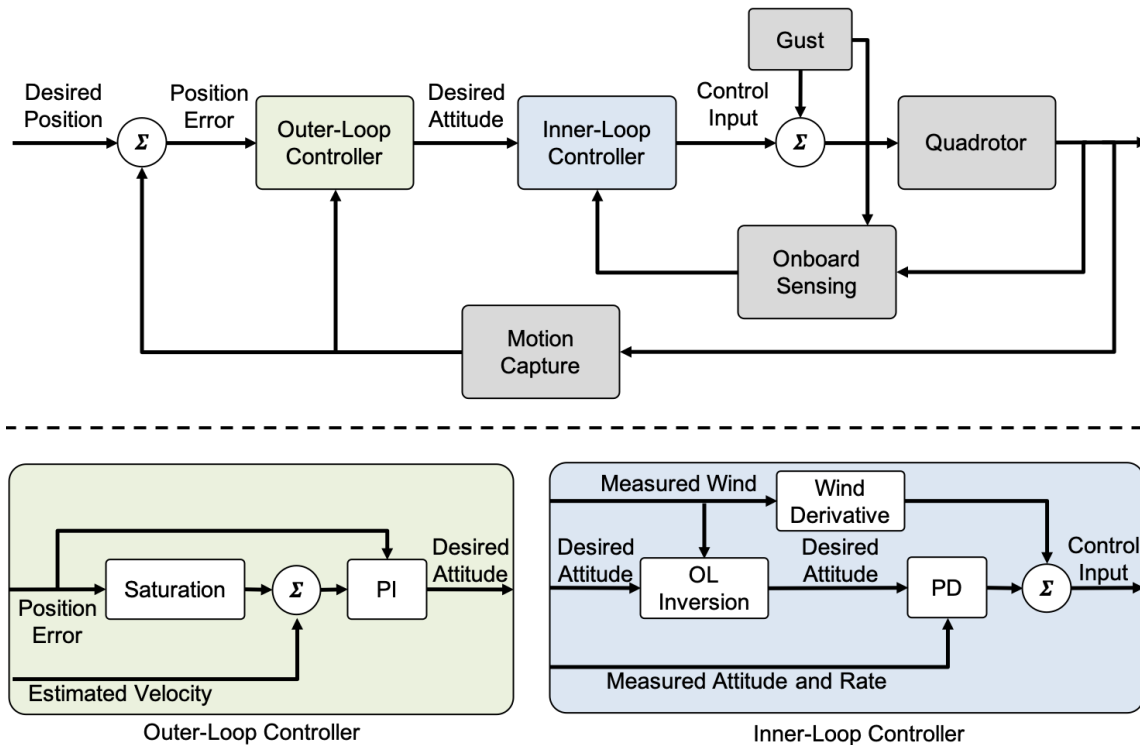 Gust
Desired
Position
Position
Error
Desired
Attitude
Control
Input
Σ
Outer-Loop
Controller
Inner-Loop
Controller
Σ
Quadrotor
Onboard
Sensing
Motion
Capture
Saturation
Σ
PI
Desired
Attitude
Position
Error
Estimated Velocity
Outer-Loop Controller
Measured Wind
Wind
Derivative
Desired
Attitude
OL
Inversion
Desired
Attitude
PD
Σ
Control
Input
Measured Attitude and Rate
Inner-Loop Controller